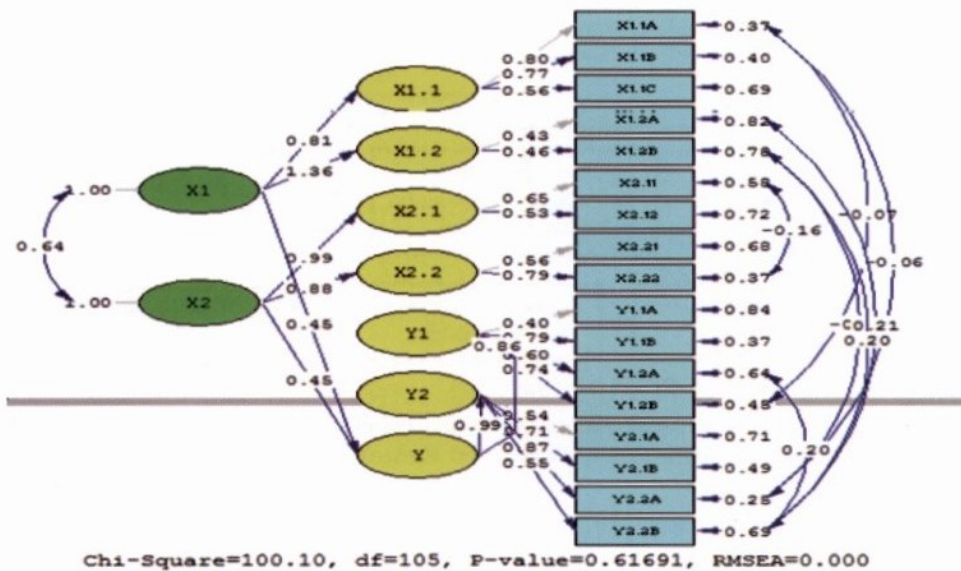 X1.1A 0.37
0.80
X1.1B 0.40
0.77
X1.1 0.56 X1.1C 0.69
X1.2A 0.82
0.81 0.43
X1.2 0.46 X1.2B 0.78
1.36
1.00 X1 0.65 X2.11 0.58
X2.1 0.53 X2.12 0.72 -0.07
-0.16
0.64 0.99 0.56 X2.21 0.68 -0.06
X2.2 0.79 X2.22 0.37
0.88
1.00 X2 Y1.1A 0.84
0.40
0.45 Y1 0.79 Y1.1B 0.37 0.21
0.86 0.20
0.60 Y1.2A 0.64
0.45 0.74
Y2 Y1.2B 0.45
0.54
0.99 Y2.1A 0.71
0.71 0.20
Y 0.87 Y2.1B 0.49
0.55
Y2.2A 0.25
Y2.2B 0.69
Chi-Square=100.10, df=105, P-value=0.61691, RMSEA=0.000